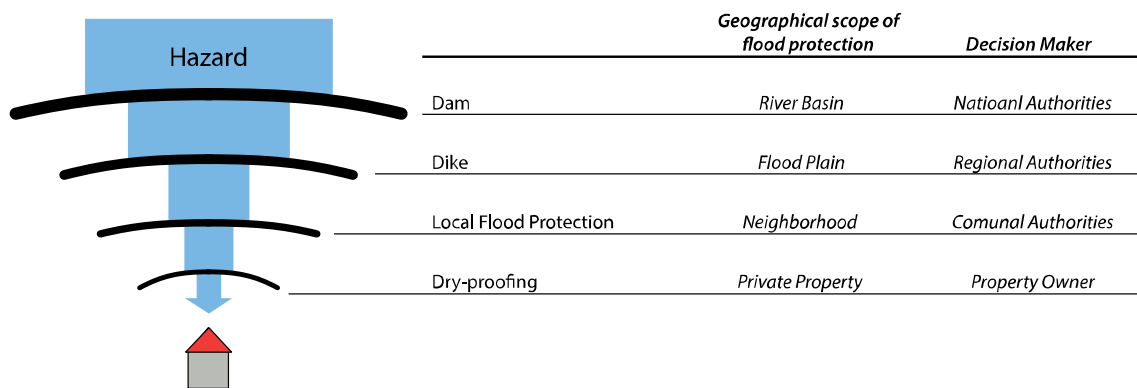 Hazard
Geographical scope of
flood protection
Decision Maker
Dam River Basin Natioanl Authorities
Dike Flood Plain Regional Authorities
Local Flood Protection Neighborhood Comunal Authorities
Dry-proofing Private Property Property Owner